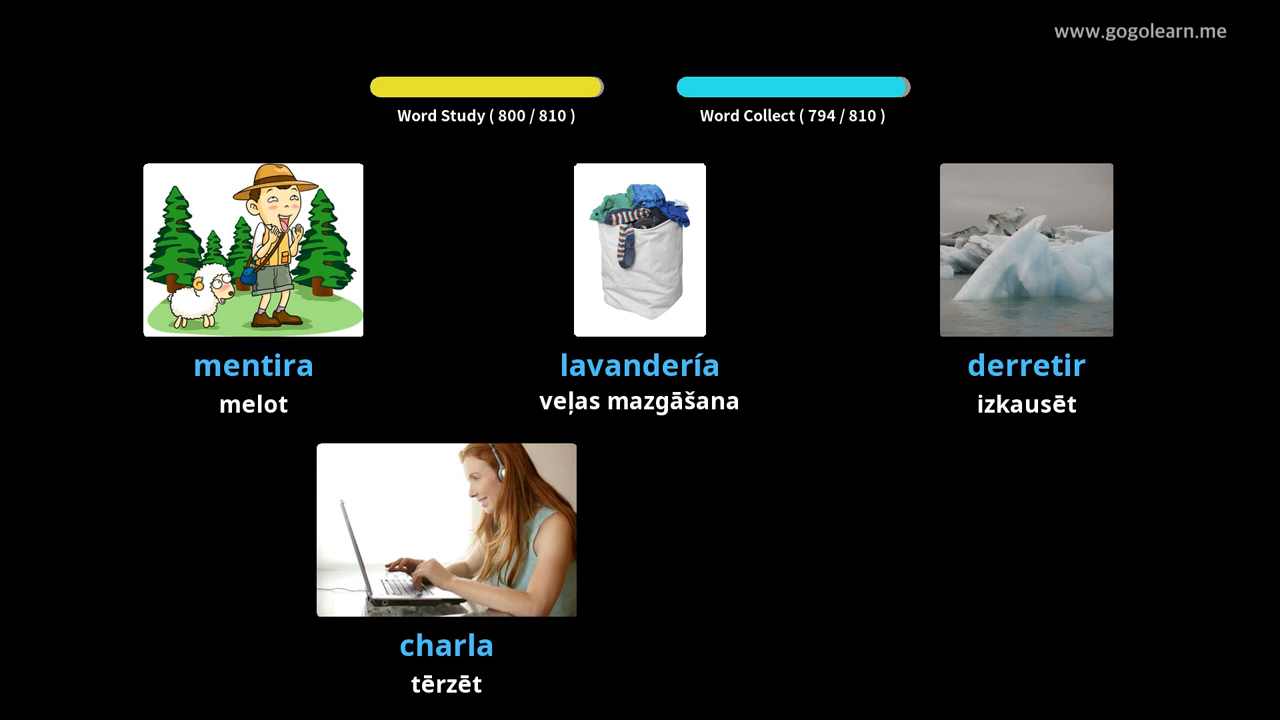 www.gogolearn.me
Word Study ( 800 / 810 )
Word Collect ( 794 / 810 )
mentira
melot
lavandería
veļas mazgāšana
derretir
izkausēt
charla
tērzēt